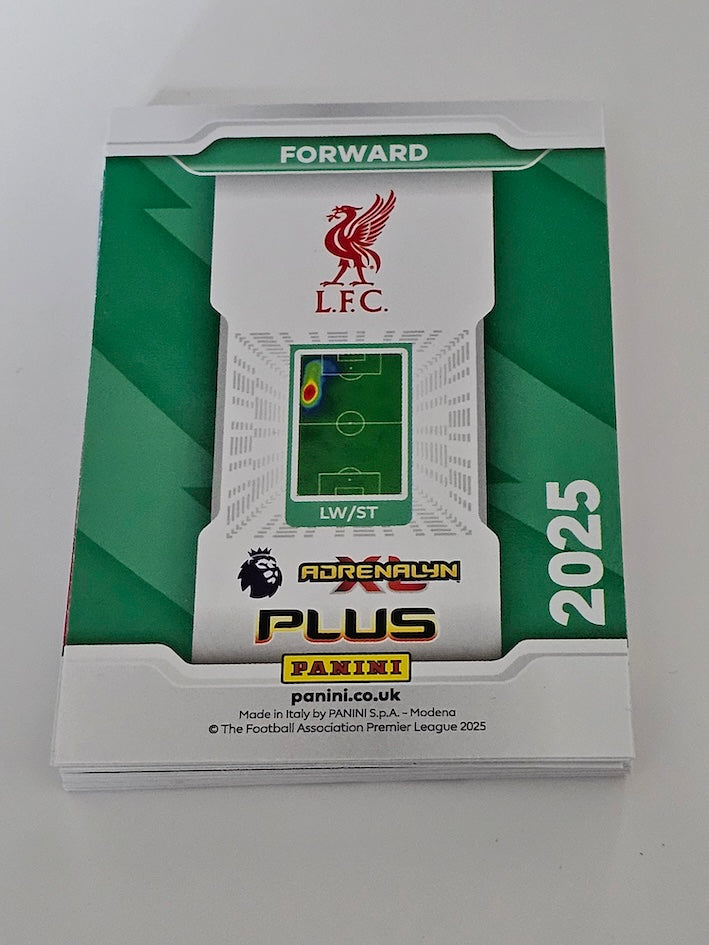 FORWARD
L.F.C.
LW/ST
2025
ADRENALYN
XL
PLUS
PANINI
panini.co.uk
Made in Italy by PANINI S.p.A. - Modena
© The Football Association Premier League 2025